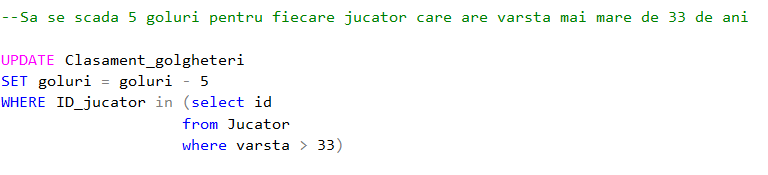 --Sa se scada 5 goluri pentru fiecare jucator care are varsta mai mare de 33 de ani
UPDATE Clasament_golgheteri
SET goluri = goluri - 5
WHERE ID_jucator in (select id
from Jucator
where varsta > 33)